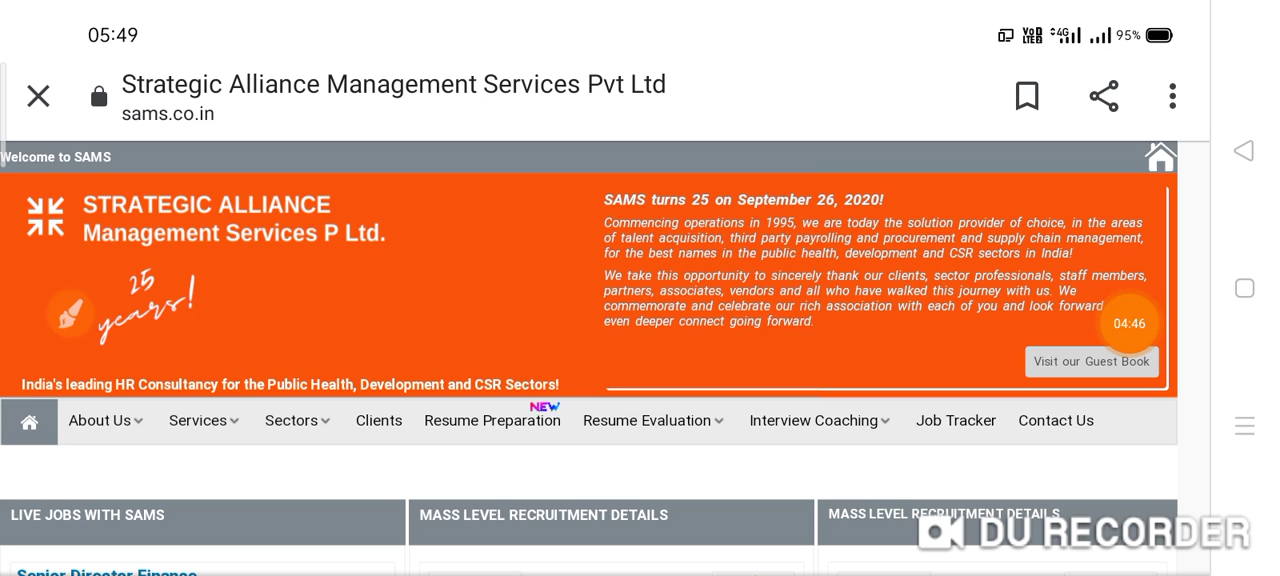 05:49
VoD
LTED
4G
95%
Strategic Alliance Management Services Pvt Ltd
sams.co.in
Welcome to SAMS
STRATEGIC ALLIANCE
Management Services P Ltd.
25
years!
India's leading HR Consultancy for the Public Health, Development and CSR Sectors!
SAMS turns 25 on September 26, 2020!
Commencing operations in 1995, we are today the solution provider of choice, in the areas
of talent acquisition, third party payrolling and procurement and supply chain management,
for the best names in the public health, development and CSR sectors in India!
We take this opportunity to sincerely thank our clients, sector professionals, staff members,
partners, associates, vendors and all who have walked this journey with us. We
commemorate and celebrate our rich association with each of you and look forward
even deeper connect going forward.
04:46
Visit our Guest Book
NEW
About Us Services Sectors Clients Resume Preparation Resume Evaluation Interview Coaching Job Tracker Contact Us
LIVE JOBS WITH SAMS
MASS LEVEL RECRUITMENT DETAILS
MASS LEVEL RECRUITMENT DETAILS
DU RECORDER
Senior Director Finance